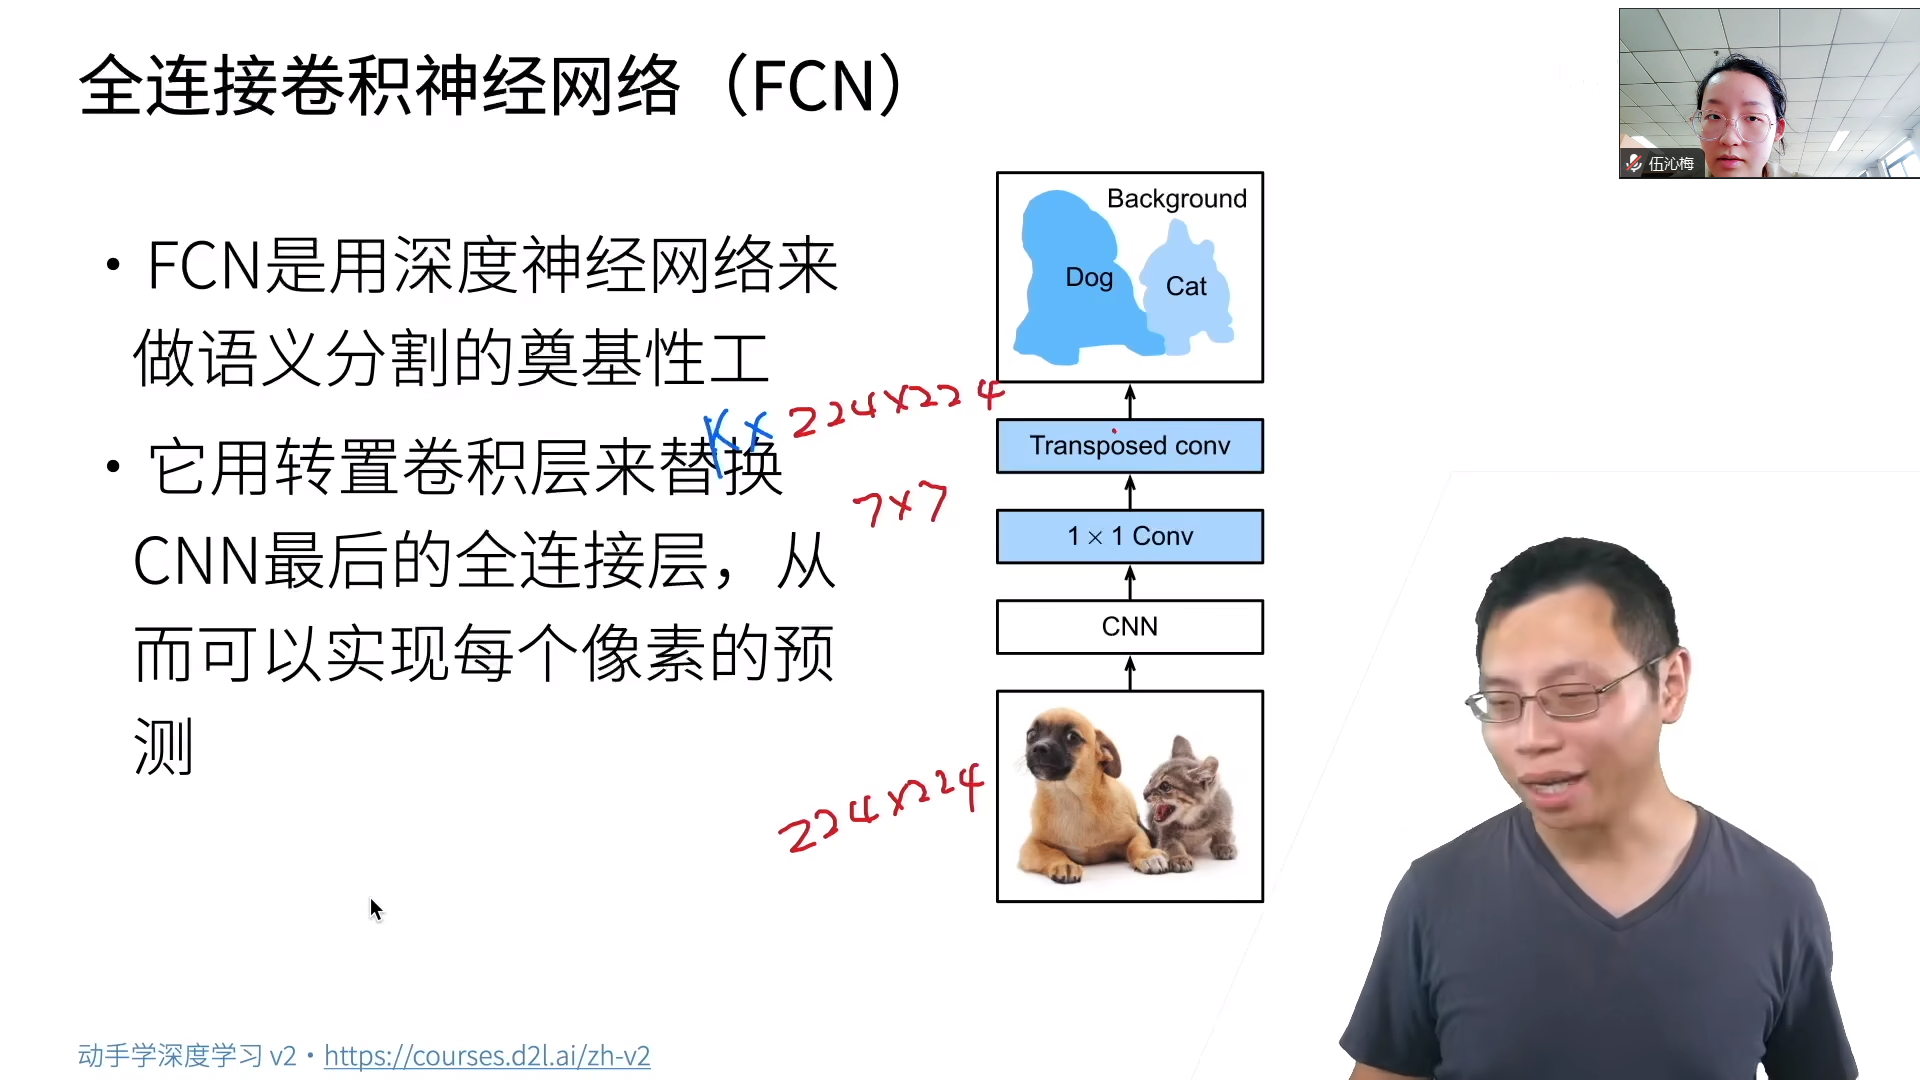 全连接卷积神经网络（FCN）
伍沁梅
• FCN是用深度神经网络来
做语义分割的奠基性工
• 它用转置卷积层来替换
CNN最后的全连接层，从
而可以实现每个像素的预
测
Background
Dog
Cat
K× 224×224
Transposed conv
7×7
1 × 1 Conv
CNN
224×224
动手学深度学习 v2 • https://courses.d2l.ai/zh-v2